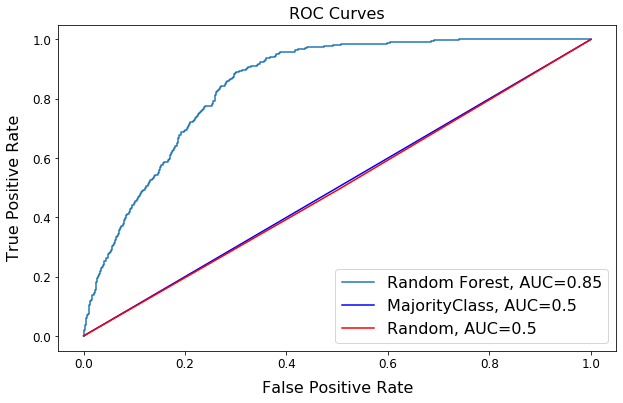 ROC Curves
True Positive Rate
1.0
0.8
0.6
0.4
0.2
0.0
Random Forest, AUC=0.85
MajorityClass, AUC=0.5
Random, AUC=0.5
0.0 0.2 0.4 0.6 0.8 1.0
False Positive Rate